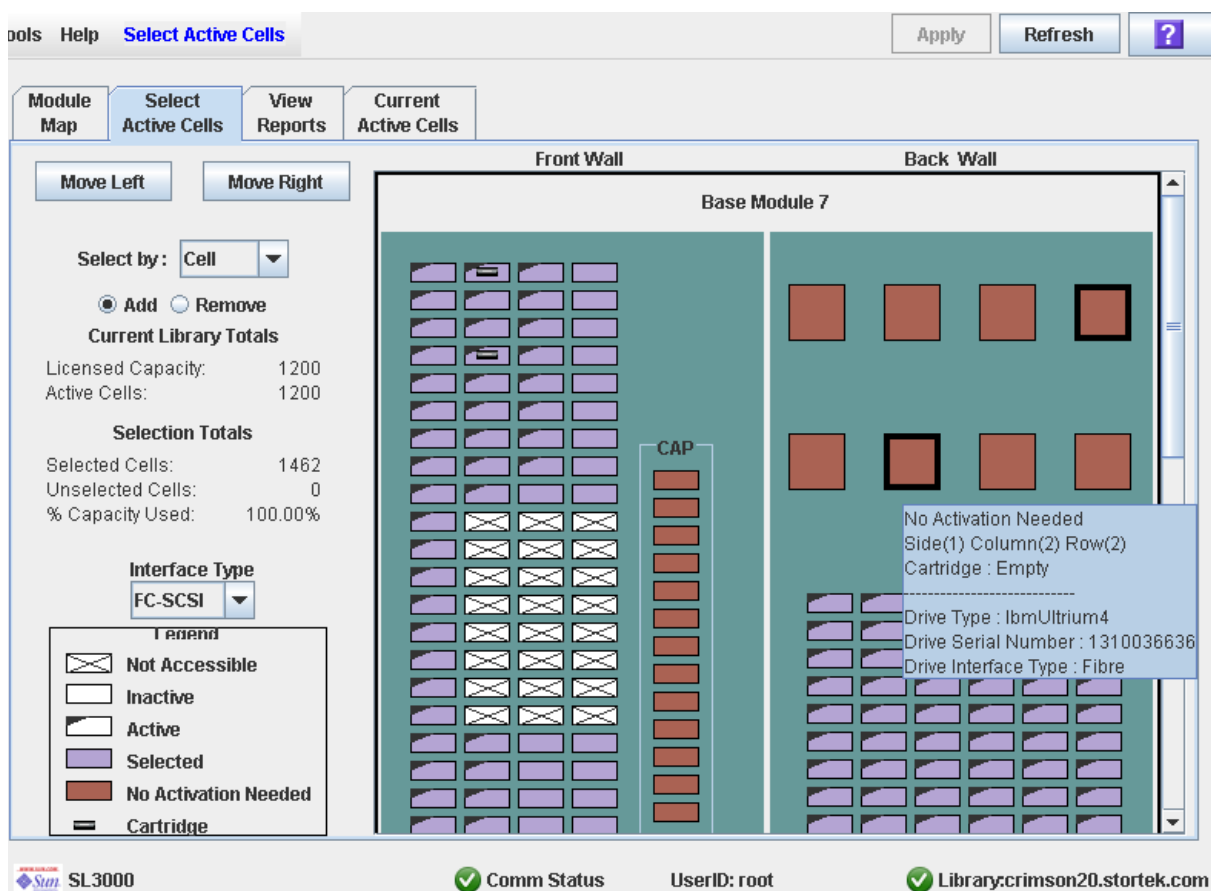 ools Help Select Active Cells Apply Refresh ?
Module Map
Select Active Cells
View Reports
Current Active Cells
Move Left Move Right
Front Wall Back Wall
Base Module 7
Select by : Cell
Add Remove
Current Library Totals
Licensed Capacity: 1200
Active Cells: 1200
Selection Totals
Selected Cells: 1462
Unselected Cells: 0
% Capacity Used: 100.00%
Interface Type
FC-SCSI
Legend
Not Accessible
Inactive
Active
Selected
No Activation Needed
Cartridge
CAP
No Activation Needed
Side(1) Column(2) Row(2)
Cartridge : Empty
---------------------------
Drive Type : IbmUltrium4
Drive Serial Number : 1310036636
Drive Interface Type : Fibre
Sun SL3000 Comm Status UserID: root Library:crimson20.stortek.com